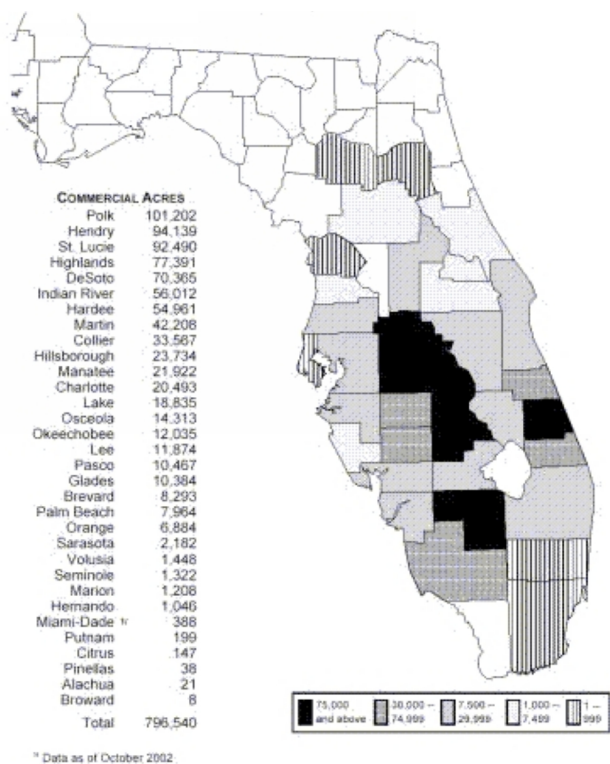 COMMERCIAL ACRES
Polk 101,202
Hendry 94,139
St. Lucie 92,490
Highlands 77,391
DeSoto 70,365
Indian River 56,012
Hardee 54,961
Martin 42,208
Collier 33,567
Hillsborough 23,734
Manatee 21,922
Charlotte 20,493
Lake 18,835
Osceola 14,313
Okeechobee 12,035
Lee 11,874
Pasco 10,467
Glades 10,384
Brevard 8,293
Palm Beach 7,964
Orange 6,884
Sarasota 2,182
Volusia 1,448
Seminole 1,322
Marion 1,208
Hernando 1,046
Miami-Dade 388
Putnam 199
Citrus 147
Pinellas 38
Alachua 21
Broward 8
Total 796,540
75,000 and above
30,000 – 74,999
7,500 – 29,999
1,000 – 7,499
1 – 999
Data as of October 2002